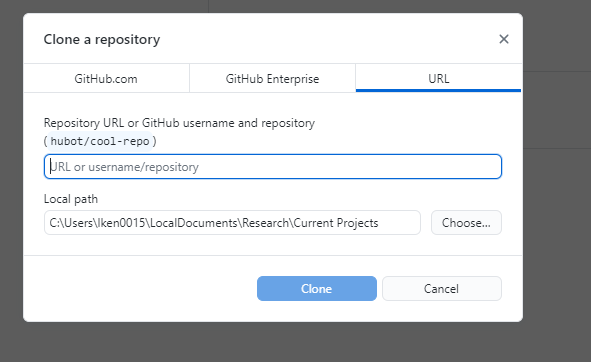 Clone a repository
GitHub.com
GitHub Enterprise
URL
Repository URL or GitHub username and repository
(hubot/cool-repo)
URL or username/repository
Local path
C:\Users\lken0015\LocalDocuments\Research\Current Projects
Choose...
Clone
Cancel